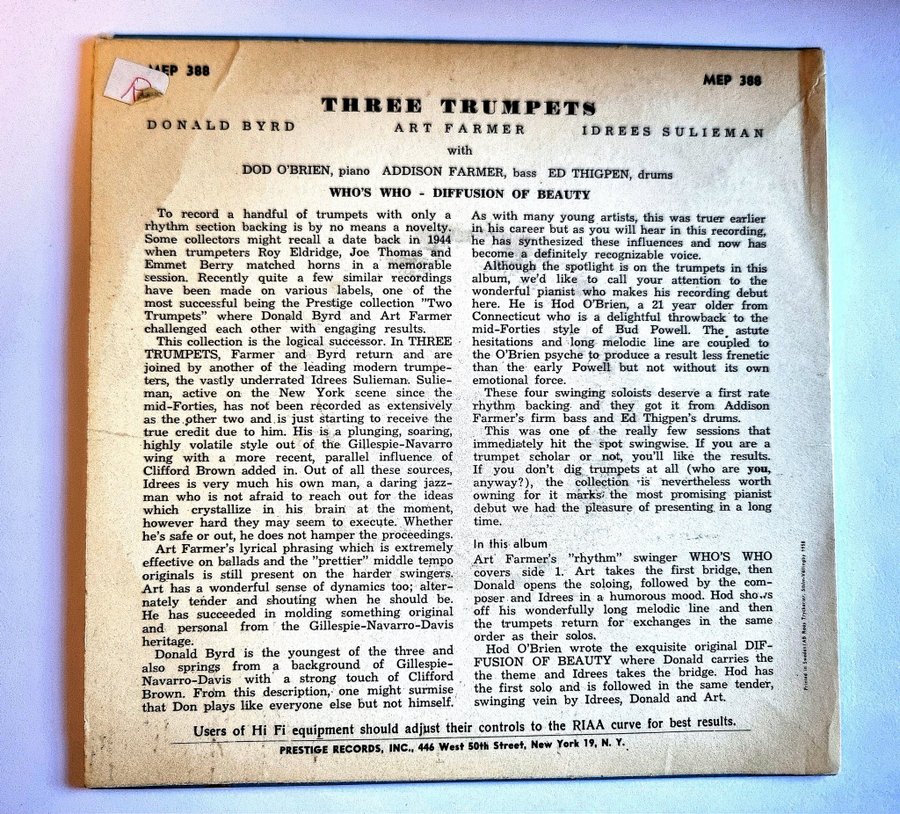 MEP 388
MEP 388
THREE TRUMPETS
DONALD BYRD ART FARMER IDREES SULIEMAN
with
DOD O'BRIEN, piano ADDISON FARMER, bass ED THIGPEN, drums
WHO'S WHO - DIFFUSION OF BEAUTY
To record a handful of trumpets with only a
rhythm section backing is by no means a novelty.
Some collectors might recall a date back in 1944
when trumpeters Roy Eldridge, Joe Thomas and
Emmet Berry matched horns in a memorable
session. Recently quite a few similar recordings
have been made on various labels, one of the
most successful being the Prestige collection "Two
Trumpets" where Donald Byrd and Art Farmer
challenged each other with engaging results.
This collection is the logical successor. In THREE
TRUMPETS, Farmer and Byrd return and are
joined by another of the leading modern trumpe-
ters, the vastly underrated Idrees Sulieman. Sulie-
man, active on the New York scene since the
mid-Forties, has not been recorded as extensively
as the other two and is just starting to receive the
true credit due to him. His is a plunging, soaring,
highly volatile style out of the Gillespie-Navarro
wing with a more recent, parallel influence of
Clifford Brown added in. Out of all these sources,
Idrees is very much his own man, a daring jazz-
man who is not afraid to reach out for the ideas
which crystallize in his brain at the moment,
however hard they may seem to execute. Whether
he's safe or out, he does not hamper the proceedings.
Art Farmer's lyrical phrasing which is extremely
effective on ballads and the "prettier" middle tempo
originals is still present on the harder swingers.
Art has a wonderful sense of dynamics too; alter-
nately tender and shouting when he should be.
He has succeeded in molding something original
and personal from the Gillespie-Navarro-Davis
heritage.
Donald Byrd is the youngest of the three and
also springs from a background of Gillespie-
Navarro-Davis with a strong touch of Clifford
Brown. From this description, one might surmise
that Don plays like everyone else but not himself.
As with many young artists, this was truer earlier
in his career but as you will hear in this recording,
he has synthesized these influences and now has
become a definitely recognizable voice.
Although the spotlight is on the trumpets in this
album, we'd like to call your attention to the
wonderful pianist who makes his recording debut
here. He is Hod O'Brien, a 21 year older from
Connecticut who is a delightful throwback to the
mid-Forties style of Bud Powell. The astute
hesitations and long melodic line are coupled to
the O'Brien psyche to produce a result less frenetic
than the early Powell but not without its own
emotional force.
These four swinging soloists deserve a first rate
rhythm backing and they got it from Addison
Farmer's firm bass and Ed Thigpen's drums.
This was one of the really few sessions that
immediately hit the spot swingwise. If you are a
trumpet scholar or not, you'll like the results.
If you don't dig trumpets at all (who are you,
anyway?), the collection is nevertheless worth
owning for it marks the most promising pianist
debut we had the pleasure of presenting in a long
time.
In this album
Art Farmer's "rhythm" swinger WHO'S WHO
covers side 1. Art takes the first bridge, then
Donald opens the soloing, followed by the com-
poser and Idrees in a humorous mood. Hod shows
off his wonderfully long melodic line and then
the trumpets return for exchanges in the same
order as their solos.
Hod O'Brien wrote the exquisite original DIF-
FUSION OF BEAUTY where Donald carries the
the theme and Idrees takes the bridge. Hod has
the first solo and is followed in the same tender,
swinging vein by Idrees, Donald and Art.
Users of Hi Fi equipment should adjust their controls to the RIAA curve for best results.
PRESTIGE RECORDS, INC., 446 West 50th Street, New York 19, N. Y.
Printed in Sweden